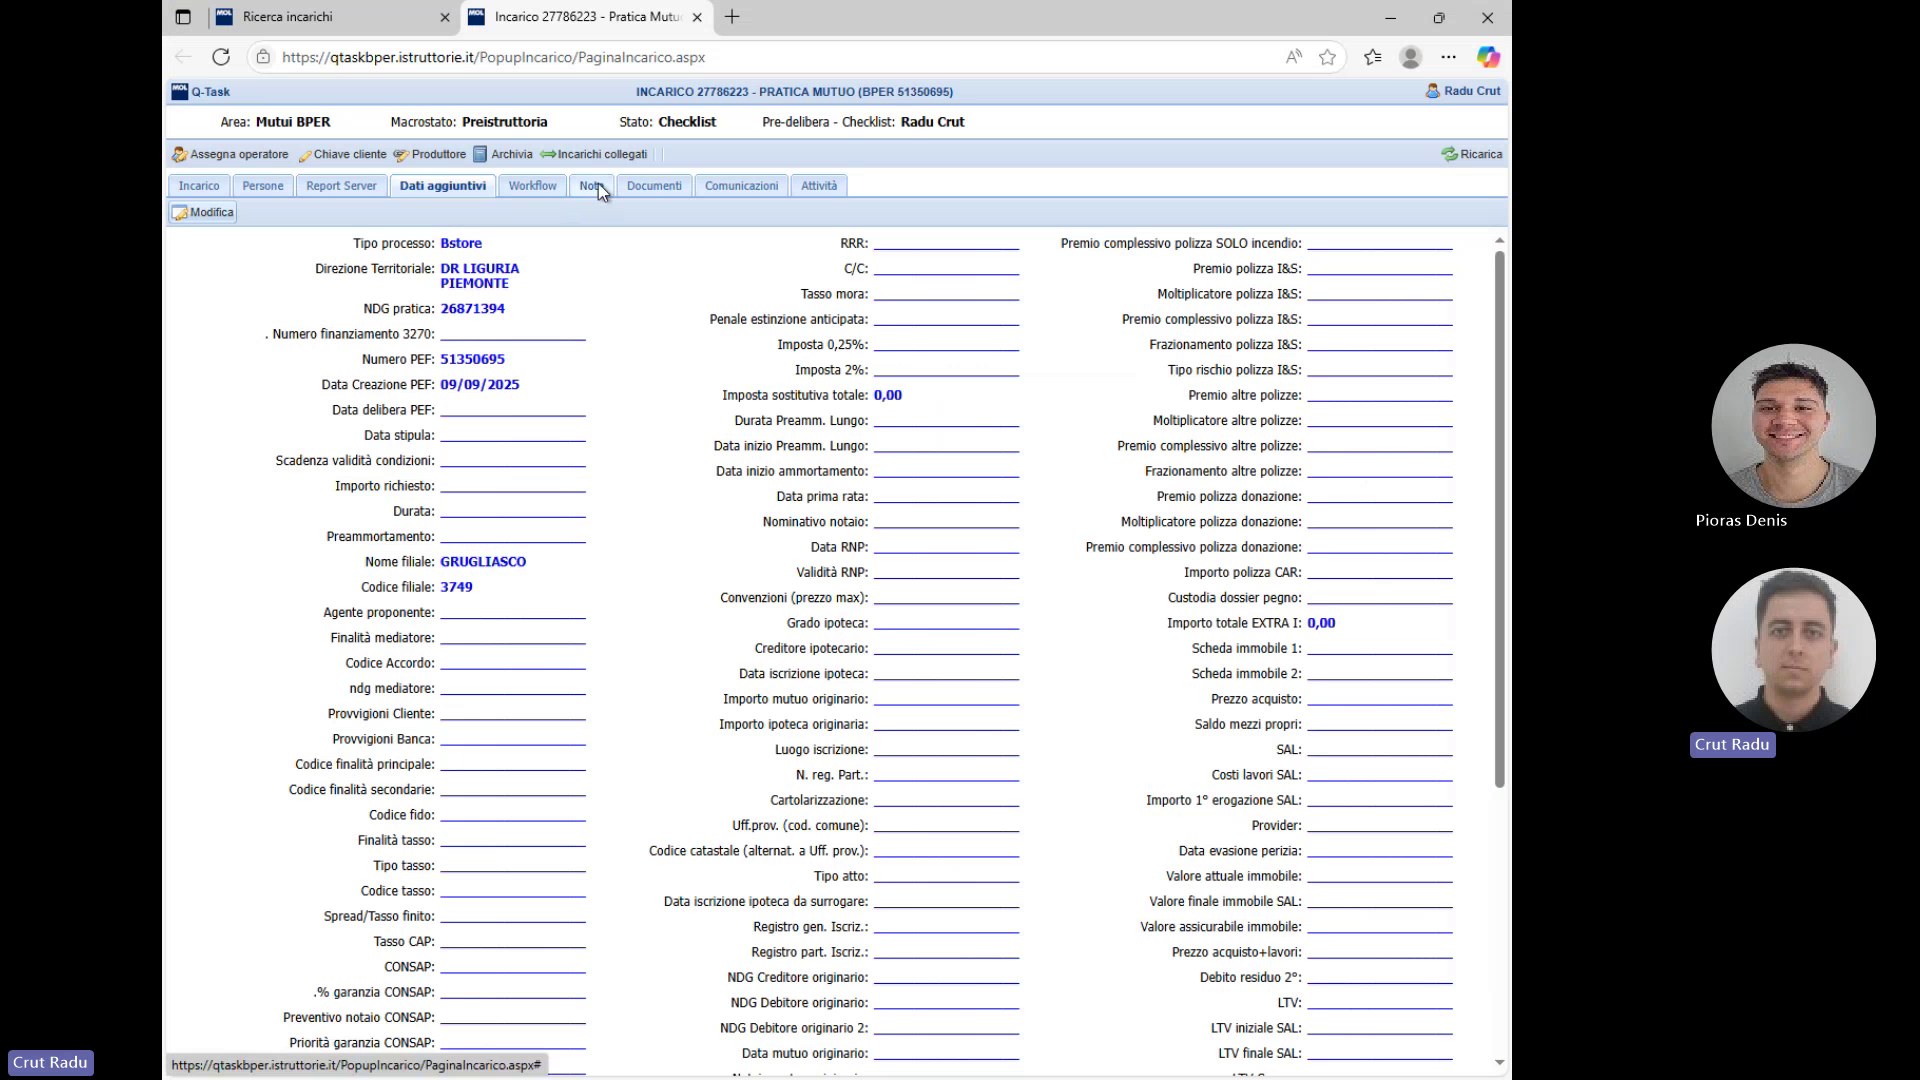 Ricerca incarichi
Incarico 27786223 - Pratica Mutu
https://qtaskbper.istruttorie.it/PopupIncarico/PaginaIncarico.aspx
MOL Q-Task
INCARICO 27786223 - PRATICA MUTUO (BPER 51350695)
Radu Crut
Area: Mutui BPER Macrostato: Preistruttoria Stato: Checklist Pre-delibera - Checklist: Radu Crut
Assegna operatore Chiave cliente Produttore Archivia Incarichi collegati Ricarica
Incarico Persone Report Server Dati aggiuntivi Workflow Note Documenti Comunicazioni Attività
Modifica
Tipo processo: Bstore
Direzione Territoriale: DR LIGURIA
PIEMONTE
NDG pratica: 26871394
. Numero finanziamento 3270:
Numero PEF: 51350695
Data Creazione PEF: 09/09/2025
Data delibera PEF:
Data stipula:
Scadenza validità condizioni:
Importo richiesto:
Durata:
Preammortamento:
Nome filiale: GRUGLIASCO
Codice filiale: 3749
Agente proponente:
Finalità mediatore:
Codice Accordo:
ndg mediatore:
Provvigioni Cliente:
Provvigioni Banca:
Codice finalità principale:
Codice finalità secondarie:
Codice fido:
Finalità tasso:
Tipo tasso:
Codice tasso:
Spread/Tasso finito:
Tasso CAP:
CONSAP:
.% garanzia CONSAP:
Preventivo notaio CONSAP:
Priorità garanzia CONSAP:
RRR:
C/C:
Tasso mora:
Penale estinzione anticipata:
Imposta 0,25%:
Imposta 2%:
Imposta sostitutiva totale: 0,00
Durata Preamm. Lungo:
Data inizio Preamm. Lungo:
Data inizio ammortamento:
Data prima rata:
Nominativo notaio:
Data RNP:
Validità RNP:
Convenzioni (prezzo max):
Grado ipoteca:
Creditore ipotecario:
Data iscrizione ipoteca:
Importo mutuo originario:
Importo ipoteca originaria:
Luogo iscrizione:
N. reg. Part.:
Cartolarizzazione:
Uff.prov. (cod. comune):
Codice catastale (alternat. a Uff. prov.):
Tipo atto:
Data iscrizione ipoteca da surrogare:
Registro gen. Iscriz.:
Registro part. Iscriz.:
NDG Creditore originario:
NDG Debitore originario:
NDG Debitore originario 2:
Data mutuo originario:
Premio complessivo polizza SOLO incendio:
Premio polizza I&S:
Moltiplicatore polizza I&S:
Premio complessivo polizza I&S:
Frazionamento polizza I&S:
Tipo rischio polizza I&S:
Premio altre polizze:
Moltiplicatore altre polizze:
Premio complessivo altre polizze:
Frazionamento altre polizze:
Premio polizza donazione:
Moltiplicatore polizza donazione:
Premio complessivo polizza donazione:
Importo polizza CAR:
Custodia dossier pegno:
Importo totale EXTRA I: 0,00
Scheda immobile 1:
Scheda immobile 2:
Prezzo acquisto:
Saldo mezzi propri:
SAL:
Costi lavori SAL:
Importo 1° erogazione SAL:
Provider:
Data evasione perizia:
Valore attuale immobile:
Valore finale immobile SAL:
Valore assicurabile immobile:
Prezzo acquisto+lavori:
Debito residuo 2°:
LTV:
LTV iniziale SAL:
LTV finale SAL:
https://qtaskbper.istruttorie.it/PopupIncarico/PaginaIncarico.aspx#
Pioras Denis
Crut Radu
Crut Radu